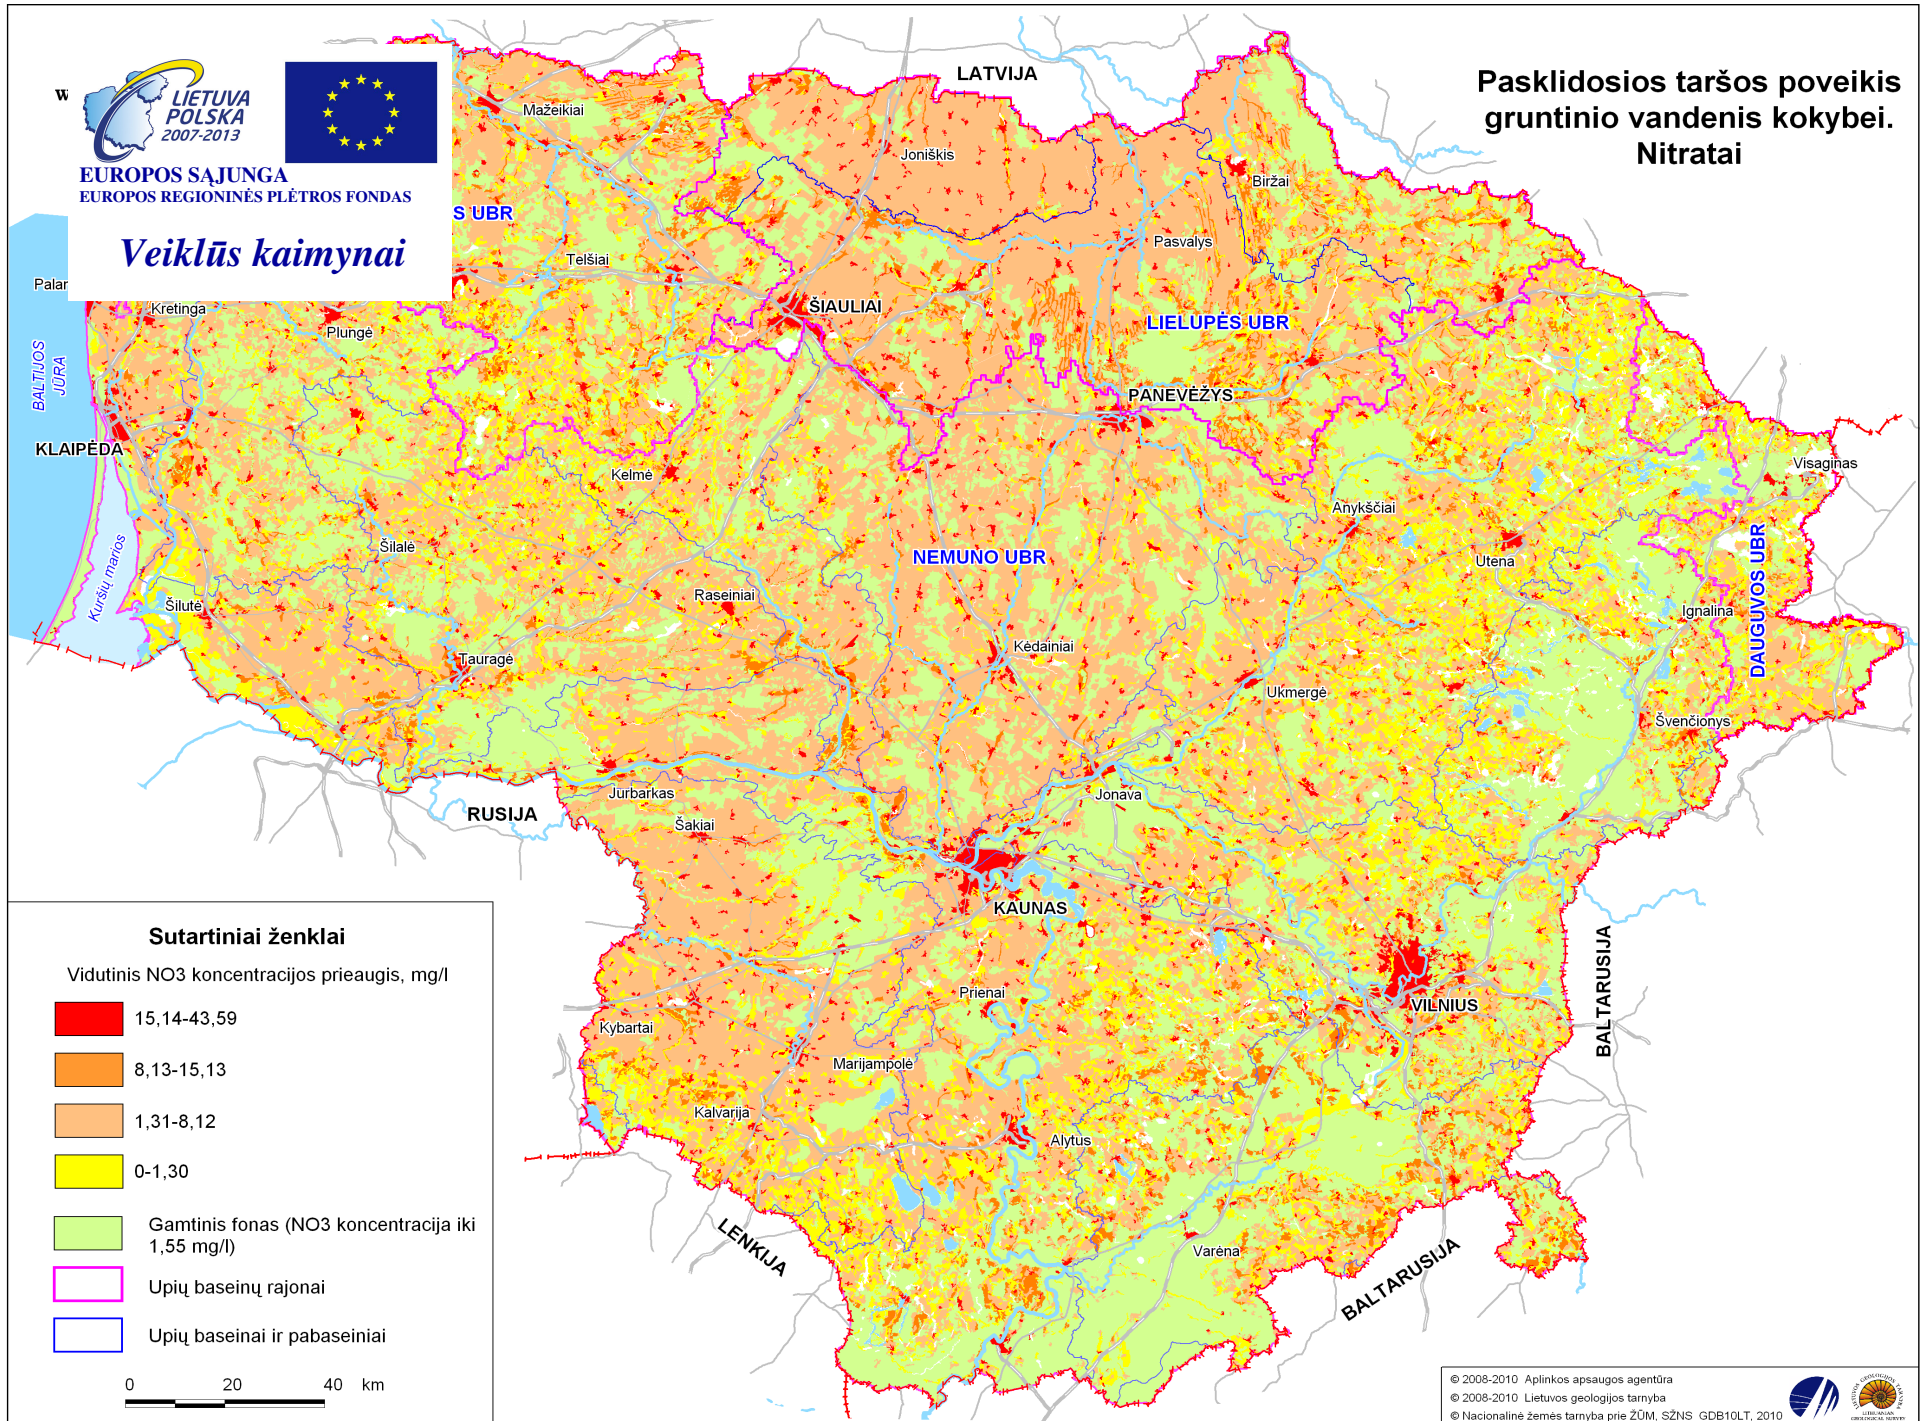 LATVIJA
Pasklidosios taršos poveikis
gruntinio vandenis kokybei.
Nitratai
W
LIETUVA
POLSKA
2007-2013
EUROPOS SĄJUNGA
EUROPOS REGIONINĖS PLĖTROS FONDAS
Veiklūs kaimynai
S UBR
Mažeikiai
Joniškis
Biržai
Pasvalys
Telšiai
Palan
Kretinga
Plungė
ŠIAULIAI
LIELUPĖS UBR
BALTIJOS
JŪRA
PANEVĖŽYS
KLAIPĖDA
Kelmė
Visaginas
Anykščiai
Šilalė
NEMUNO UBR
Utena
Kuršių marios
Šilutė
Raseiniai
Ignalina
DAUGUVOS UBR
Kėdainiai
Tauragė
Ukmergė
Švenčionys
Jurbarkas
Jonava
RUSIJA
Šakiai
KAUNAS
BALTARUSIJA
Prienai
VILNIUS
Kybartai
Marijampolė
Kalvarija
Alytus
LENKIJA
Varėna
BALTARUSIJA
Sutartiniai ženklai
Vidutinis NO3 koncentracijos prieaugis, mg/l
15,14-43,59
8,13-15,13
1,31-8,12
0-1,30
Gamtinis fonas (NO3 koncentracija iki
1,55 mg/l)
Upių baseinų rajonai
Upių baseinai ir pabaseiniai
0 20 40 km
© 2008-2010 Aplinkos apsaugos agentūra
© 2008-2010 Lietuvos geologijos tarnyba
© Nacionalinė žemės tarnyba prie ŽŪM, SŽNS GDB10LT, 2010
LIETUVOS GEOLOGIJOS TARNYBA
LITHUANIAN
GEOLOGICAL SURVEY